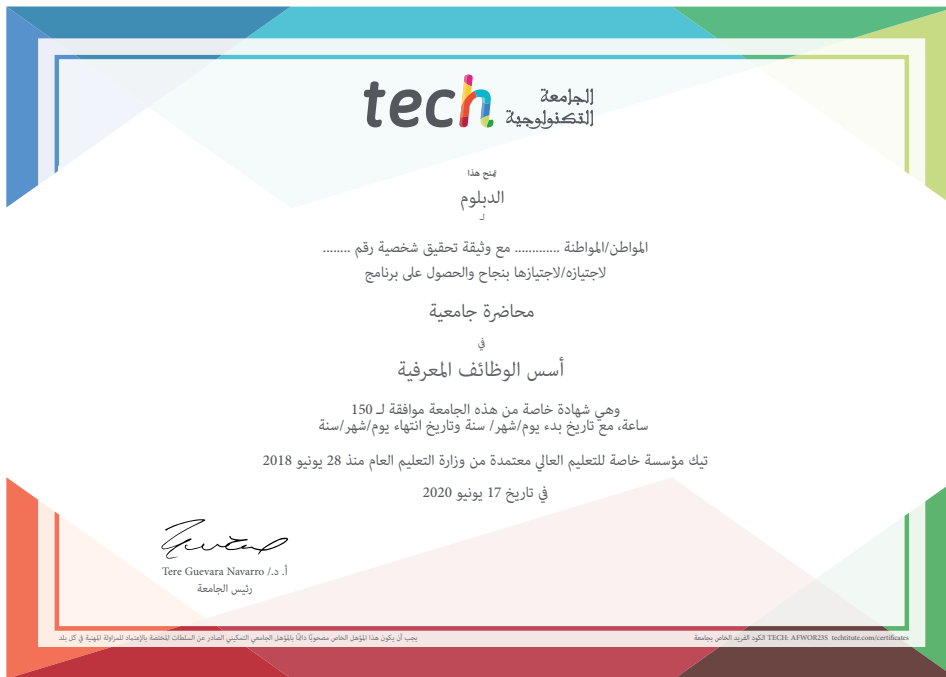 tech الجامعة
التكنولوجية
يمنح هذا
الدبلوم
لـ
المواطن/المواطنة ............. مع وثيقة تحقيق شخصية رقم ........
لاجتيازه/لاجتيازها بنجاح والحصول على برنامج
محاضرة جامعية
في
أسس الوظائف المعرفية
وهي شهادة خاصة من هذه الجامعة موافقة لـ 150
ساعة، مع تاريخ بدء يوم/شهر/ سنة وتاريخ انتهاء يوم/شهر/سنة
تيك مؤسسة خاصة للتعليم العالي معتمدة من وزارة التعليم العام منذ 28 يونيو 2018
في تاريخ 17 يونيو 2020
أ. د./ Tere Guevara Navarro
رئيس الجامعة
يجب أن يكون هذا المؤهل الخاص مصحوبًا دائمًا بالمؤهل الجامعي التمكيني الصادر عن السلطات المختصة بالإعتماد للمزاولة المهنية في كل بلد
الكود الفريد الخاص بجامعة TECH: AFWOR23S techtitute.com/certificates